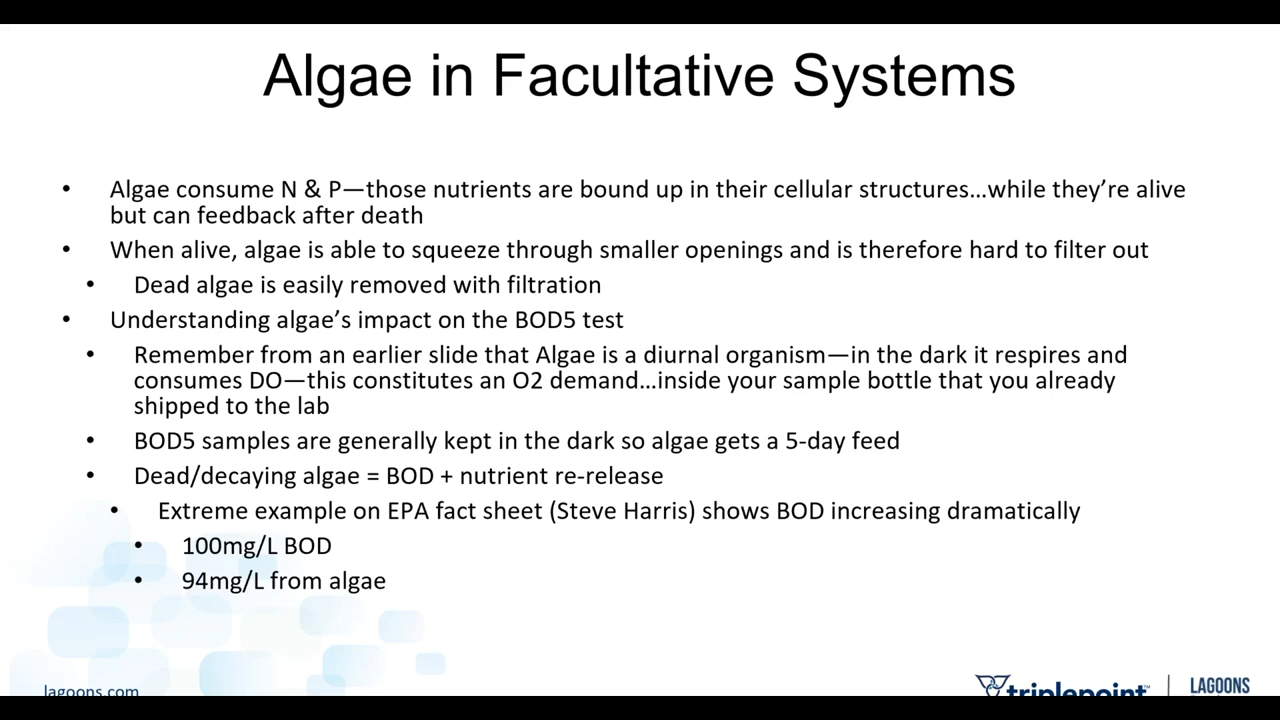 Algae in Facultative Systems
• Algae consume N & P—those nutrients are bound up in their cellular structures…while they’re alive
but can feedback after death
• When alive, algae is able to squeeze through smaller openings and is therefore hard to filter out
• Dead algae is easily removed with filtration
• Understanding algae’s impact on the BOD5 test
• Remember from an earlier slide that Algae is a diurnal organism—in the dark it respires and
consumes DO—this constitutes an O2 demand…inside your sample bottle that you already
shipped to the lab
• BOD5 samples are generally kept in the dark so algae gets a 5-day feed
• Dead/decaying algae = BOD + nutrient re-release
• Extreme example on EPA fact sheet (Steve Harris) shows BOD increasing dramatically
• 100mg/L BOD
• 94mg/L from algae
lagoons.com
triplepoint™ | LAGOONS